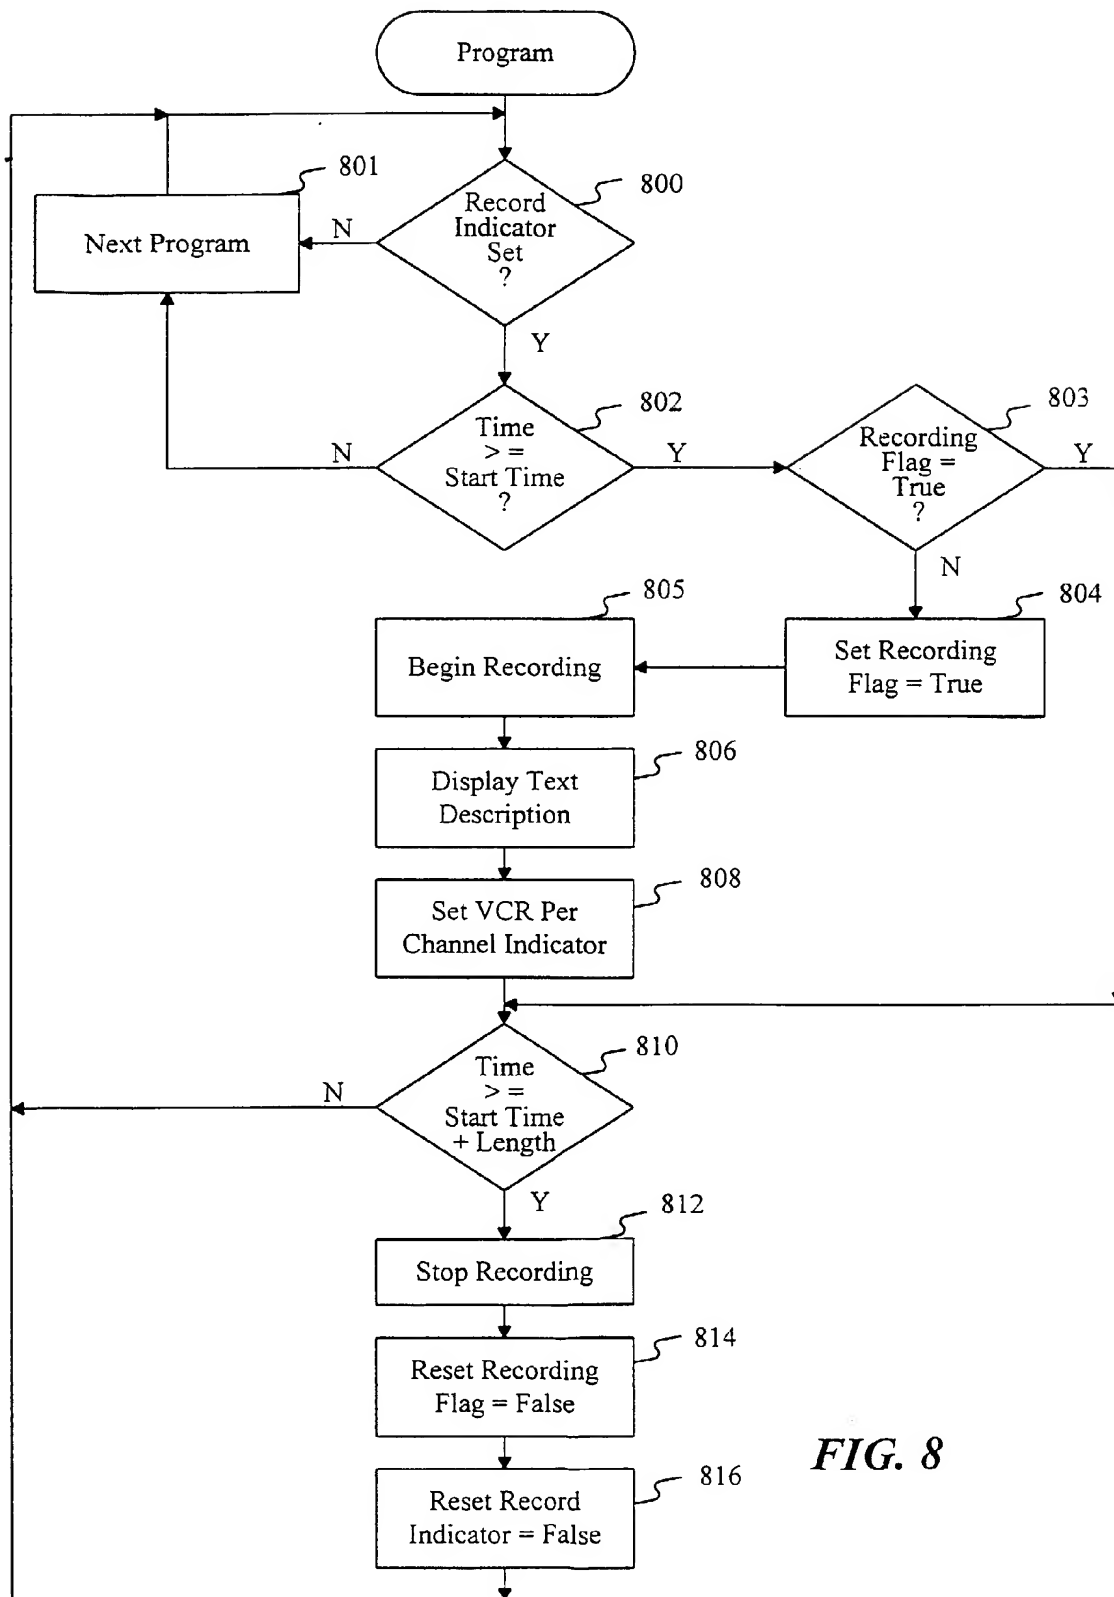 Program
801
800
Next Program
N
Record
Indicator
Set
?
Y
802
803
N
Time
> =
Start Time
?
Y
Recording
Flag =
True
?
Y
N
805
804
Begin Recording
Set Recording
Flag = True
806
Display Text
Description
808
Set VCR Per
Channel Indicator
810
N
Time
> =
Start Time
+ Length
Y
812
Stop Recording
814
Reset Recording
Flag = False
816
Reset Record
Indicator = False
FIG. 8